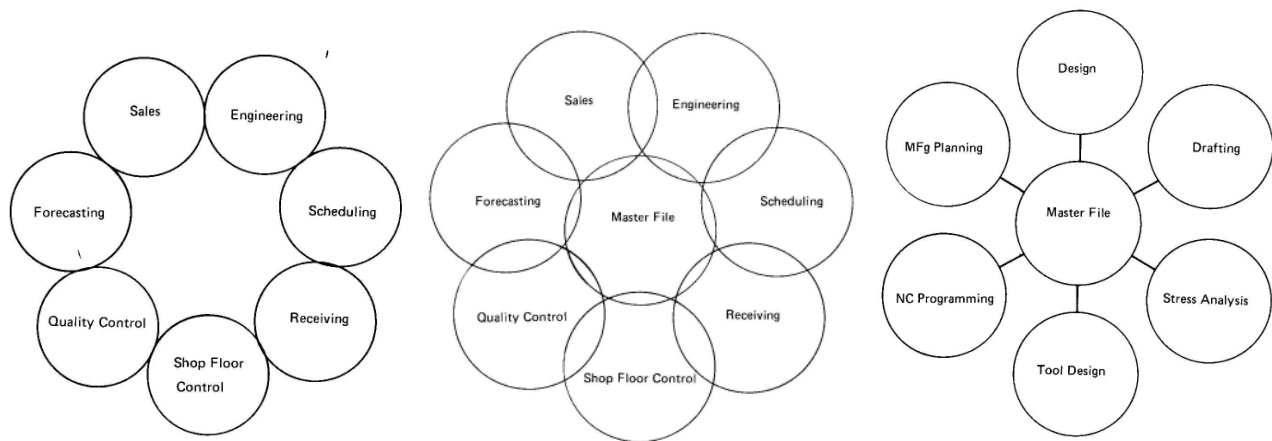 Sales
Engineering
Forecasting
Scheduling
Quality Control
Receiving
Shop Floor
Control
Sales
Engineering
Forecasting
Master File
Scheduling
Quality Control
Receiving
Shop Floor Control
Design
MFg Planning
Drafting
Master File
NC Programming
Stress Analysis
Tool Design